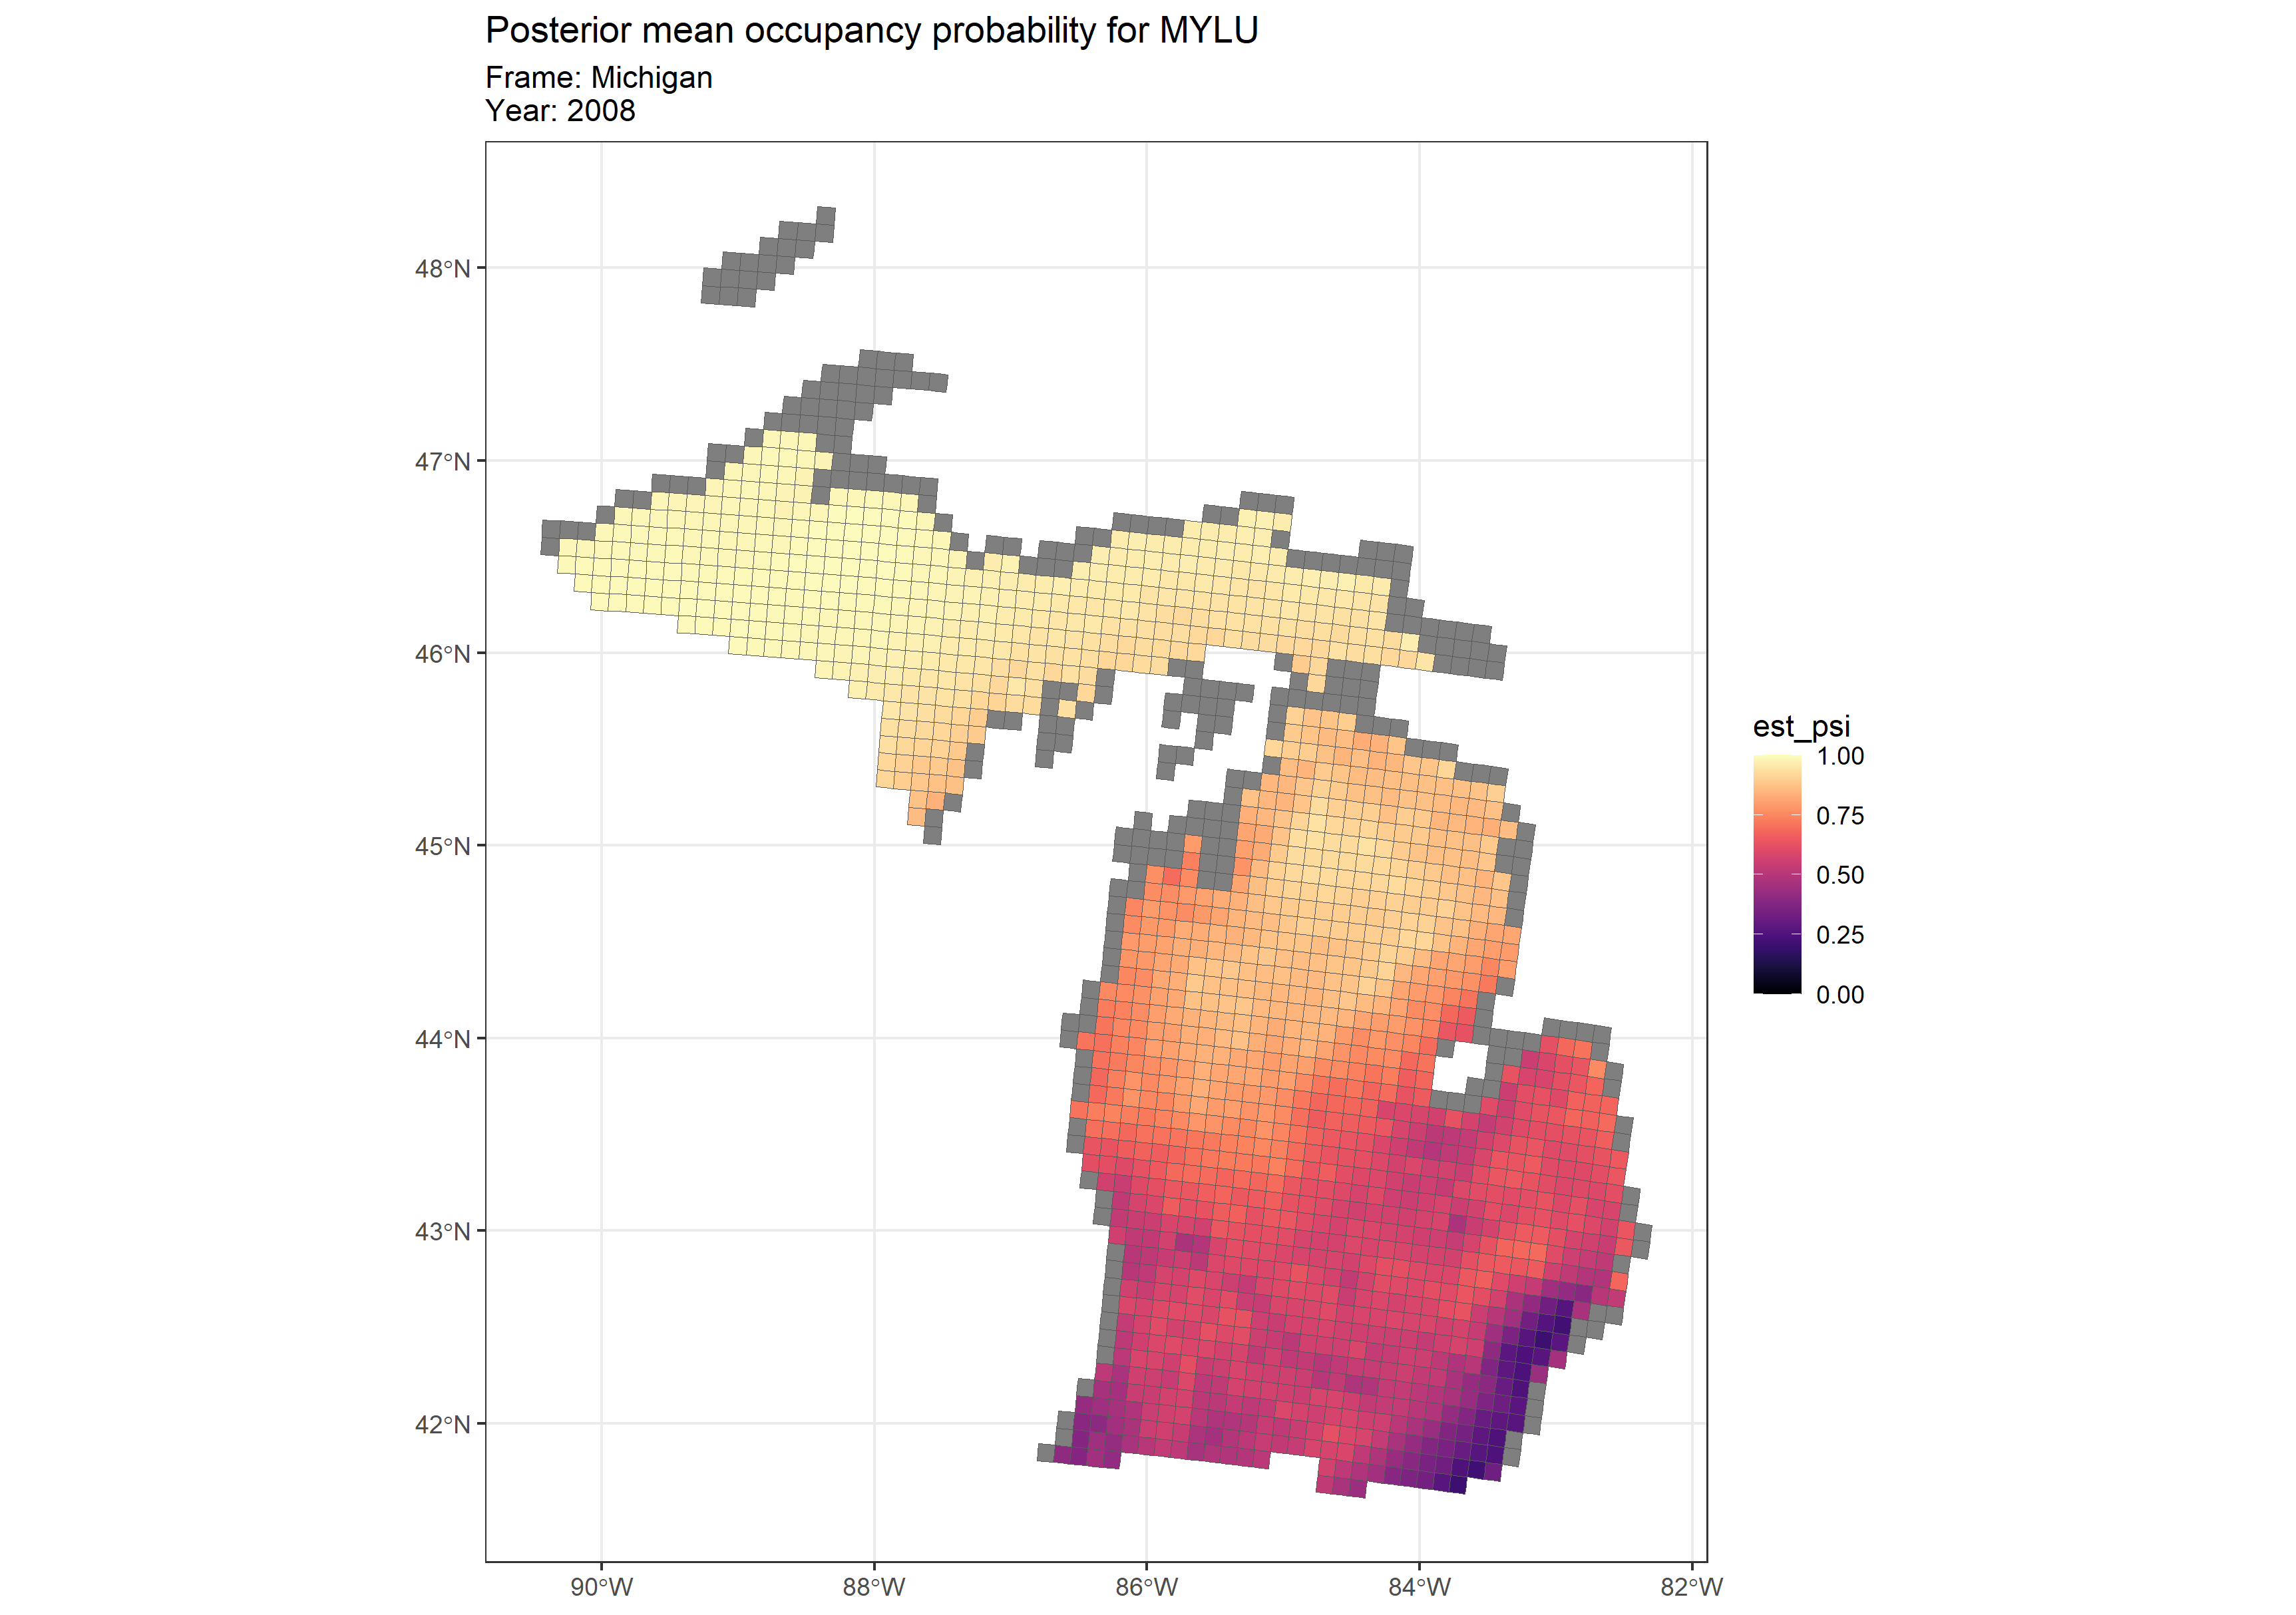 Posterior mean occupancy probability for MYLU
Frame: Michigan
Year: 2008
48°N
47°N
46°N
45°N
44°N
43°N
42°N
90°W
88°W
86°W
84°W
82°W
est_psi
1.00
0.75
0.50
0.25
0.00